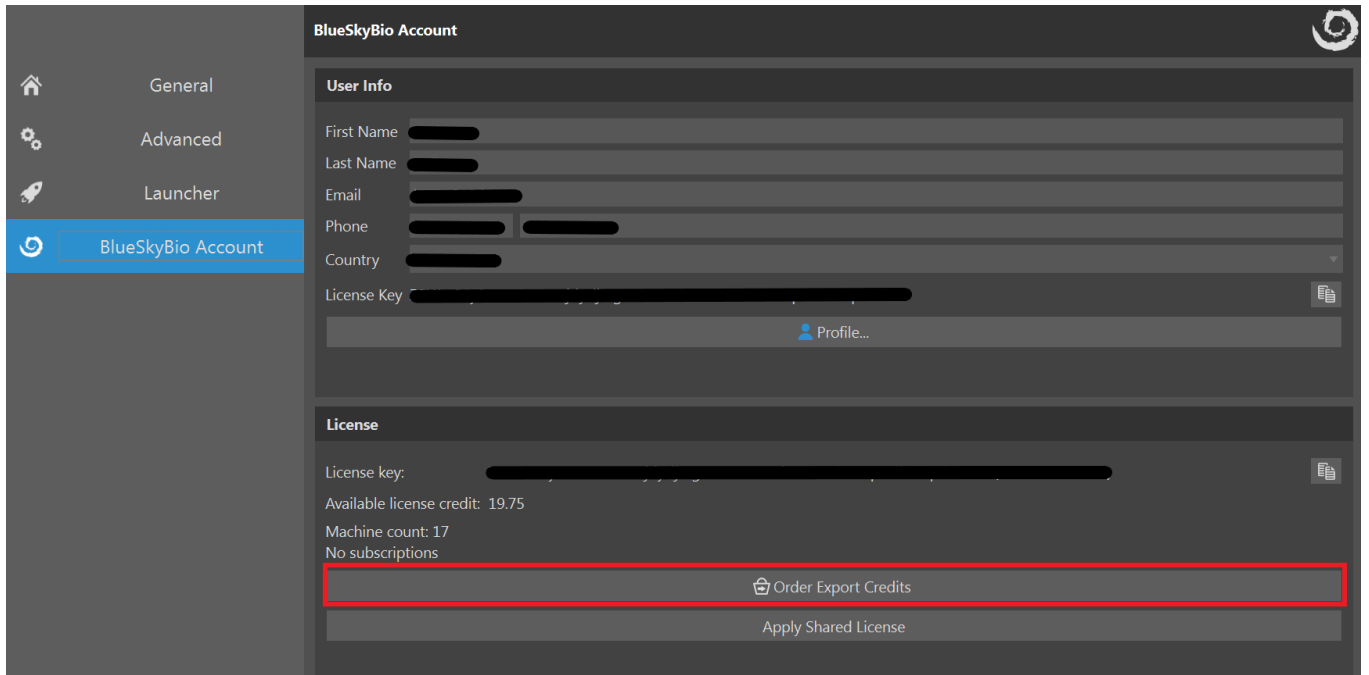 BlueSkyBio Account
General
Advanced
Launcher
BlueSkyBio Account
User Info
First Name
Last Name
Email
Phone
Country
License Key
Profile...
License
License key:
Available license credit: 19.75
Machine count: 17
No subscriptions
Order Export Credits
Apply Shared License